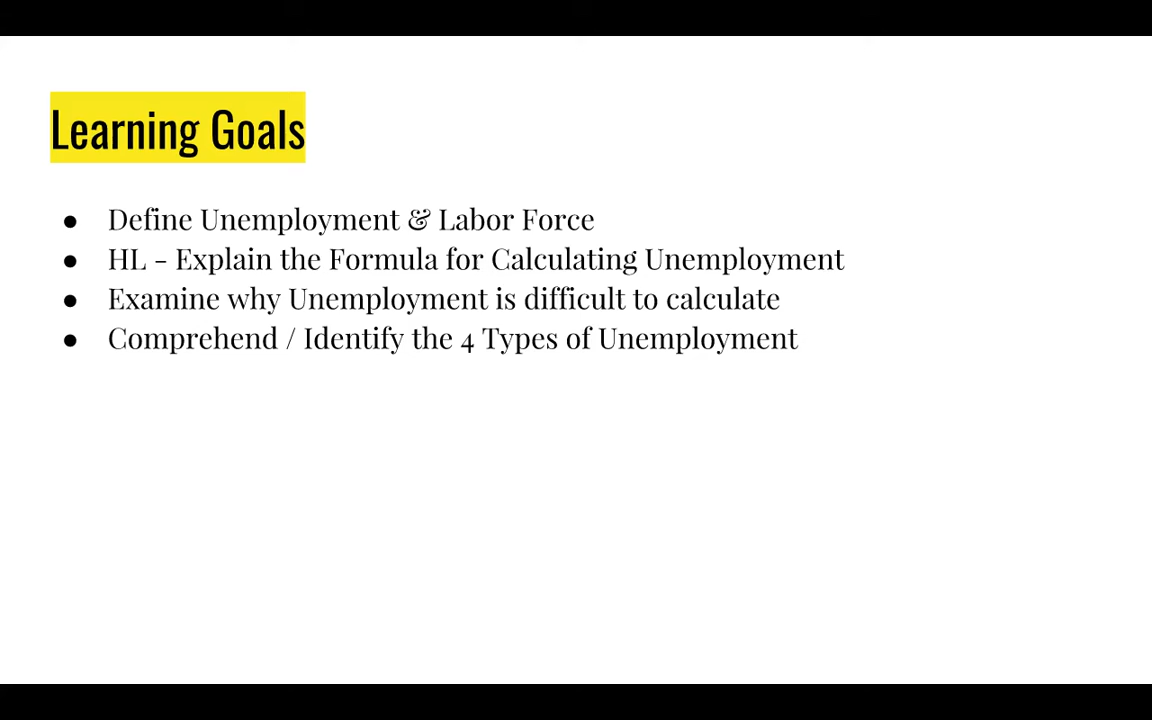 Learning Goals
● Define Unemployment & Labor Force
● HL - Explain the Formula for Calculating Unemployment
● Examine why Unemployment is difficult to calculate
● Comprehend / Identify the 4 Types of Unemployment